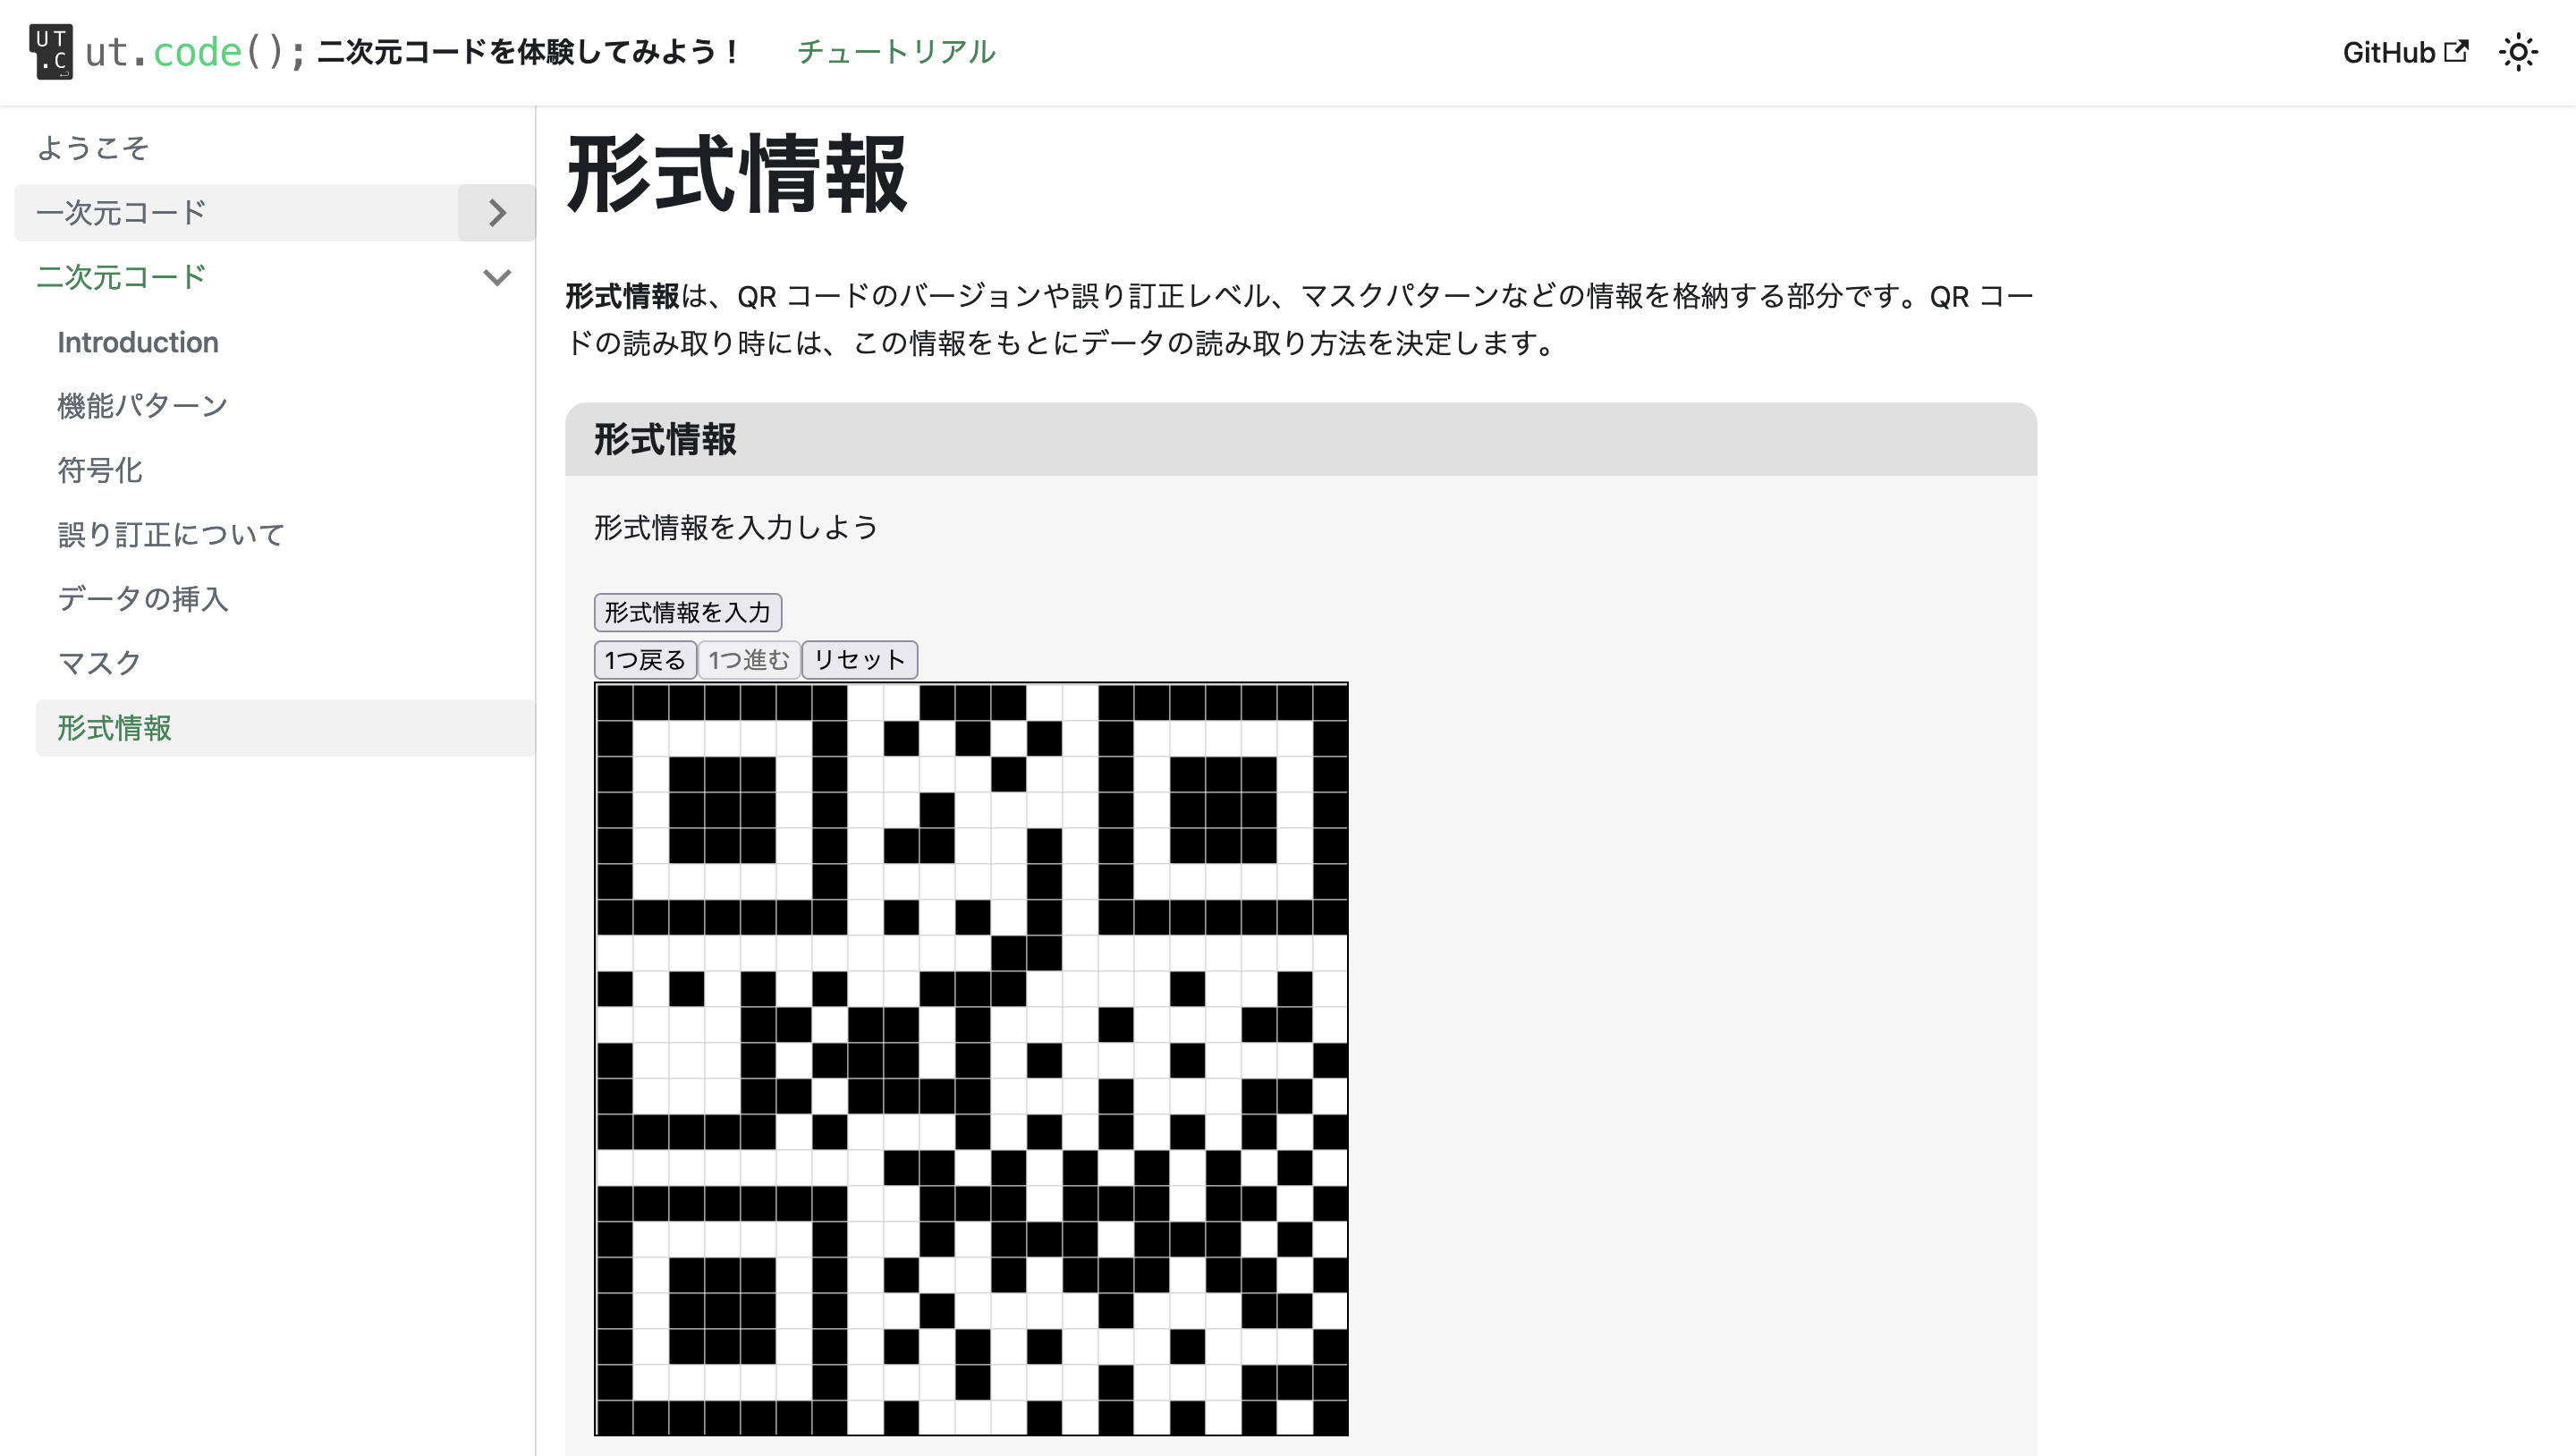 UT
.C
ut.code(); 二次元コードを体験してみよう！ チュートリアル GitHub
ようこそ
一次元コード
二次元コード
Introduction
機能パターン
符号化
誤り訂正について
データの挿入
マスク
形式情報
形式情報
形式情報は、QR コードのバージョンや誤り訂正レベル、マスクパターンなどの情報を格納する部分です。QR コー
ドの読み取り時には、この情報をもとにデータの読み取り方法を決定します。
形式情報
形式情報を入力しよう
形式情報を入力
1つ戻る 1つ進む リセット